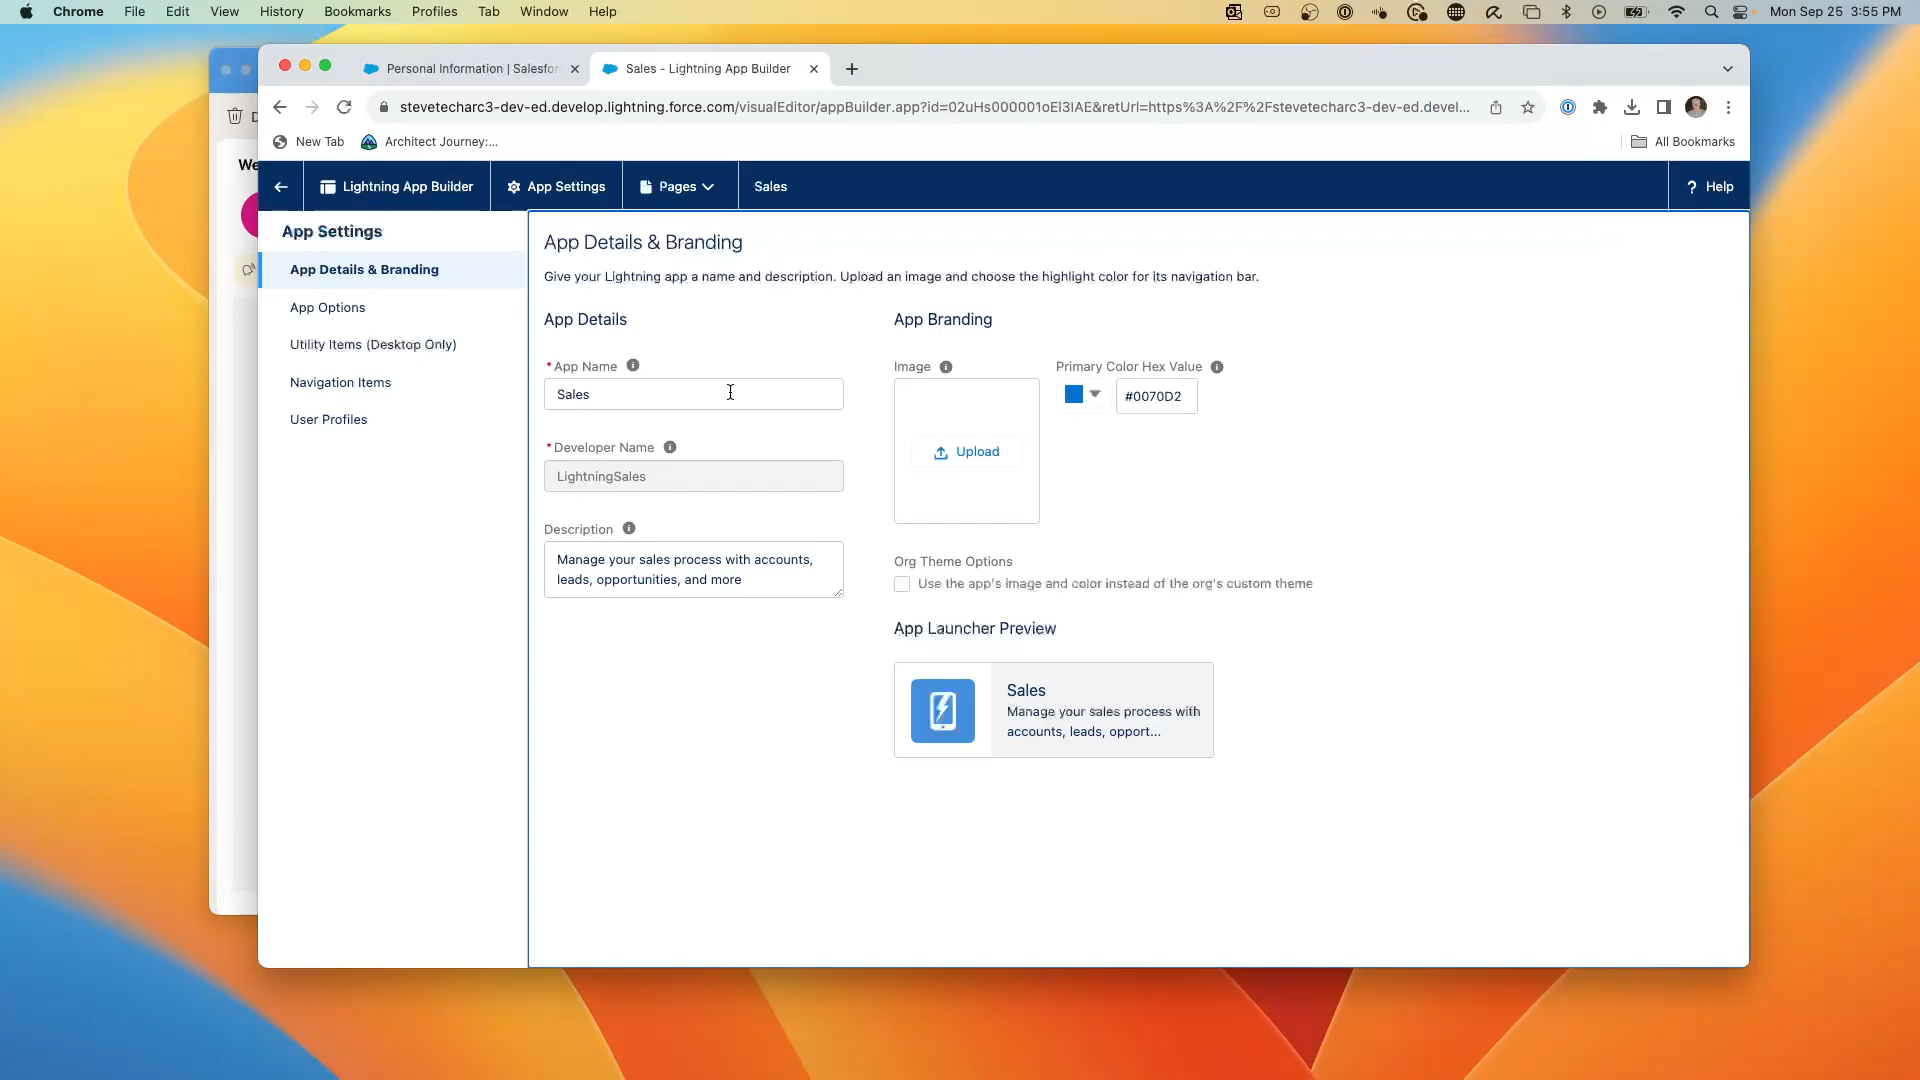 Chrome File Edit View History Bookmarks Profiles Tab Window Help
Mon Sep 25 3:55 PM
Personal Information | Salesfor
Sales - Lightning App Builder
stevetecharc3-dev-ed.develop.lightning.force.com/visualEditor/appBuilder.app?id=02uHs000001oEl3IAE&retUrl=https%3A%2F%2Fstevetecharc3-dev-ed.devel...
New Tab
Architect Journey:...
All Bookmarks
We
Lightning App Builder
App Settings
Pages
Sales
? Help
App Settings
App Details & Branding
App Options
Utility Items (Desktop Only)
Navigation Items
User Profiles
App Details & Branding
Give your Lightning app a name and description. Upload an image and choose the highlight color for its navigation bar.
App Details
* App Name
Sales
* Developer Name
LightningSales
Description
Manage your sales process with accounts,
leads, opportunities, and more
App Branding
Image
Upload
Primary Color Hex Value
#0070D2
Org Theme Options
Use the app's image and color instead of the org's custom theme
App Launcher Preview
Sales
Manage your sales process with
accounts, leads, opport...